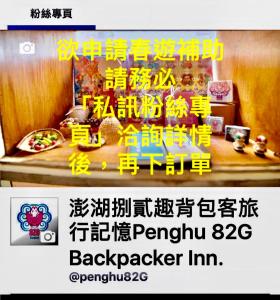 粉絲專頁
欲申請春遊補助
請務必
「私訊粉絲專
頁」洽詢詳情
後，再下訂單
澎湖捌貳趣背包客旅
行記憶Penghu 82G
Backpacker Inn.
@penghu82G